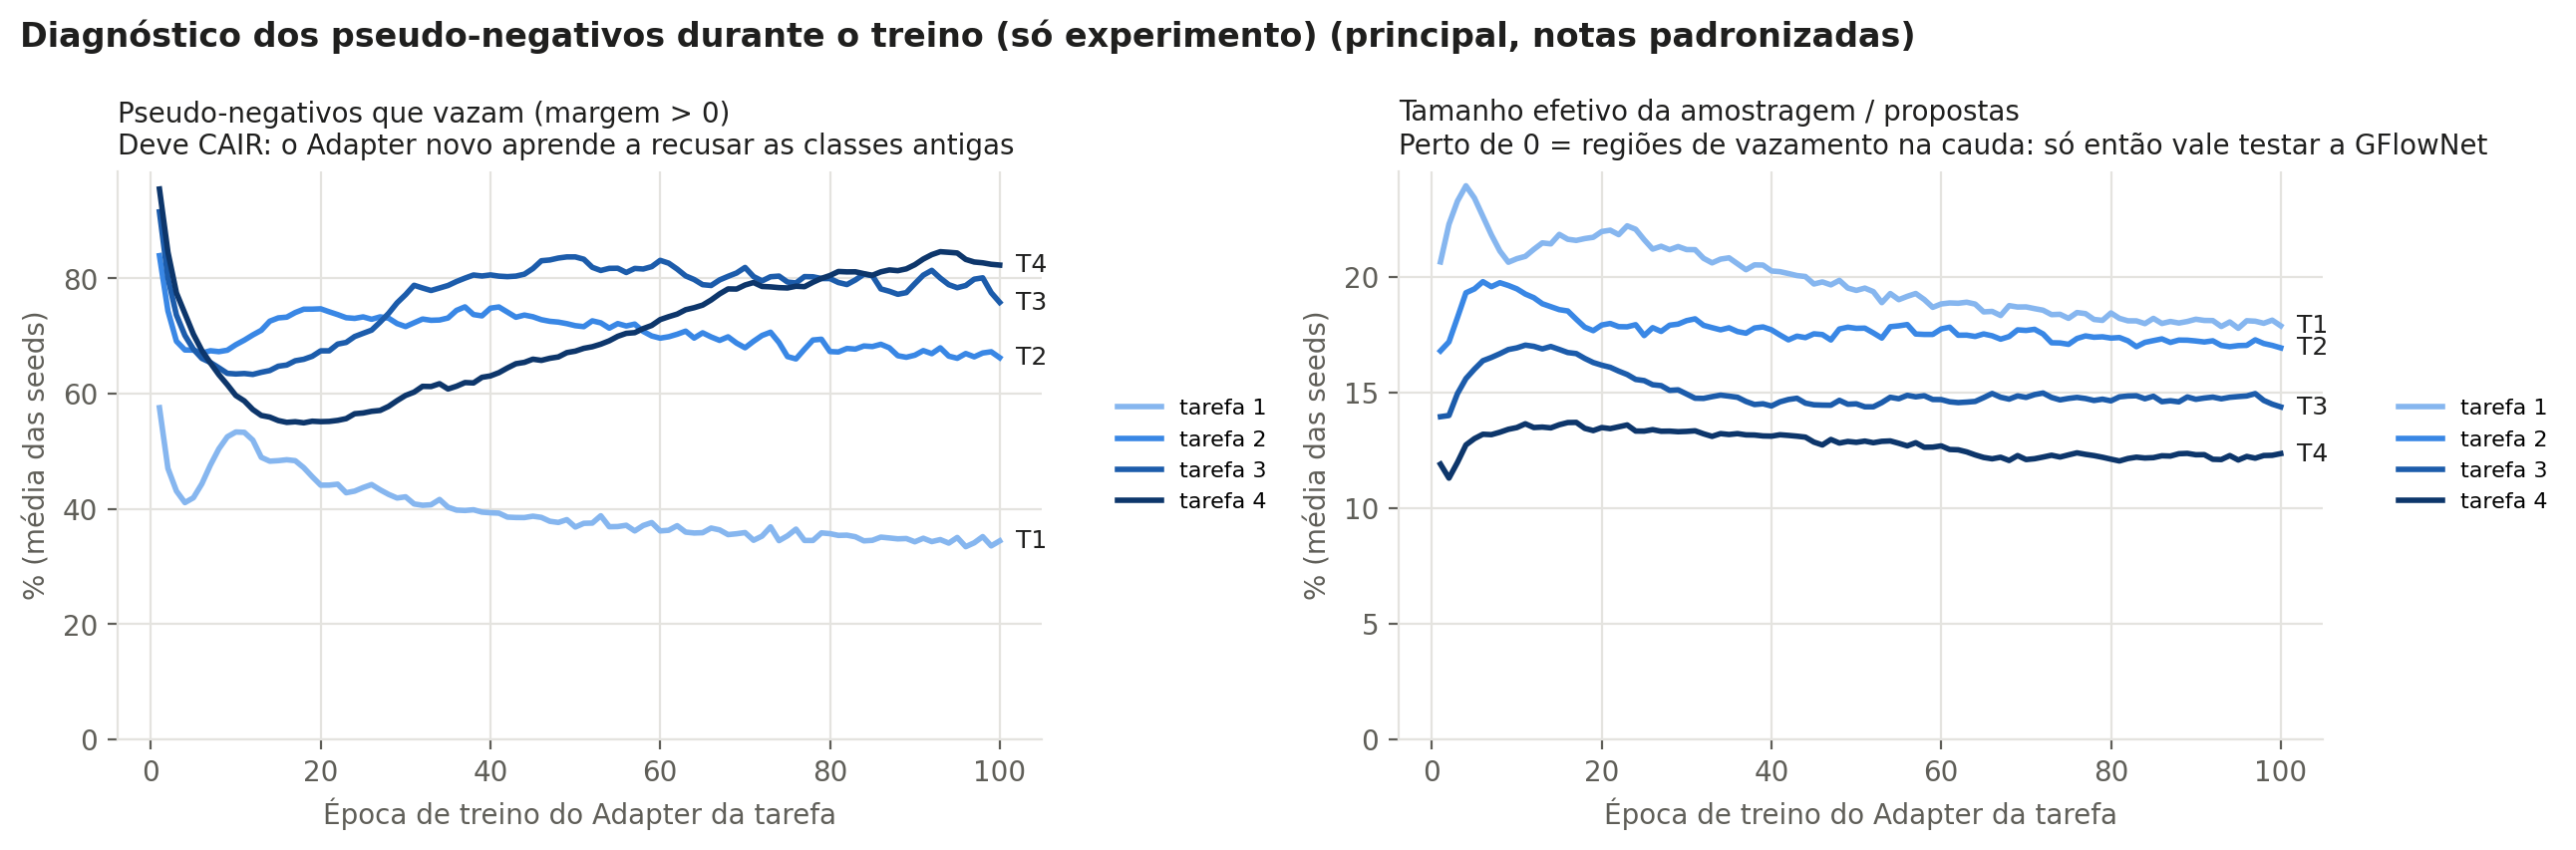 Diagnóstico dos pseudo-negativos durante o treino (só experimento) (principal, notas padronizadas)
Pseudo-negativos que vazam (margem > 0)
Deve CAIR: o Adapter novo aprende a recusar as classes antigas
% (média das seeds)
80
60
40
20
0
0 20 40 60 80 100
Época de treino do Adapter da tarefa
T4
T3
T2
T1
tarefa 1
tarefa 2
tarefa 3
tarefa 4
Tamanho efetivo da amostragem / propostas
Perto de 0 = regiões de vazamento na cauda: só então vale testar a GFlowNet
% (média das seeds)
20
15
10
5
0
0 20 40 60 80 100
Época de treino do Adapter da tarefa
T1
T2
T3
T4
tarefa 1
tarefa 2
tarefa 3
tarefa 4